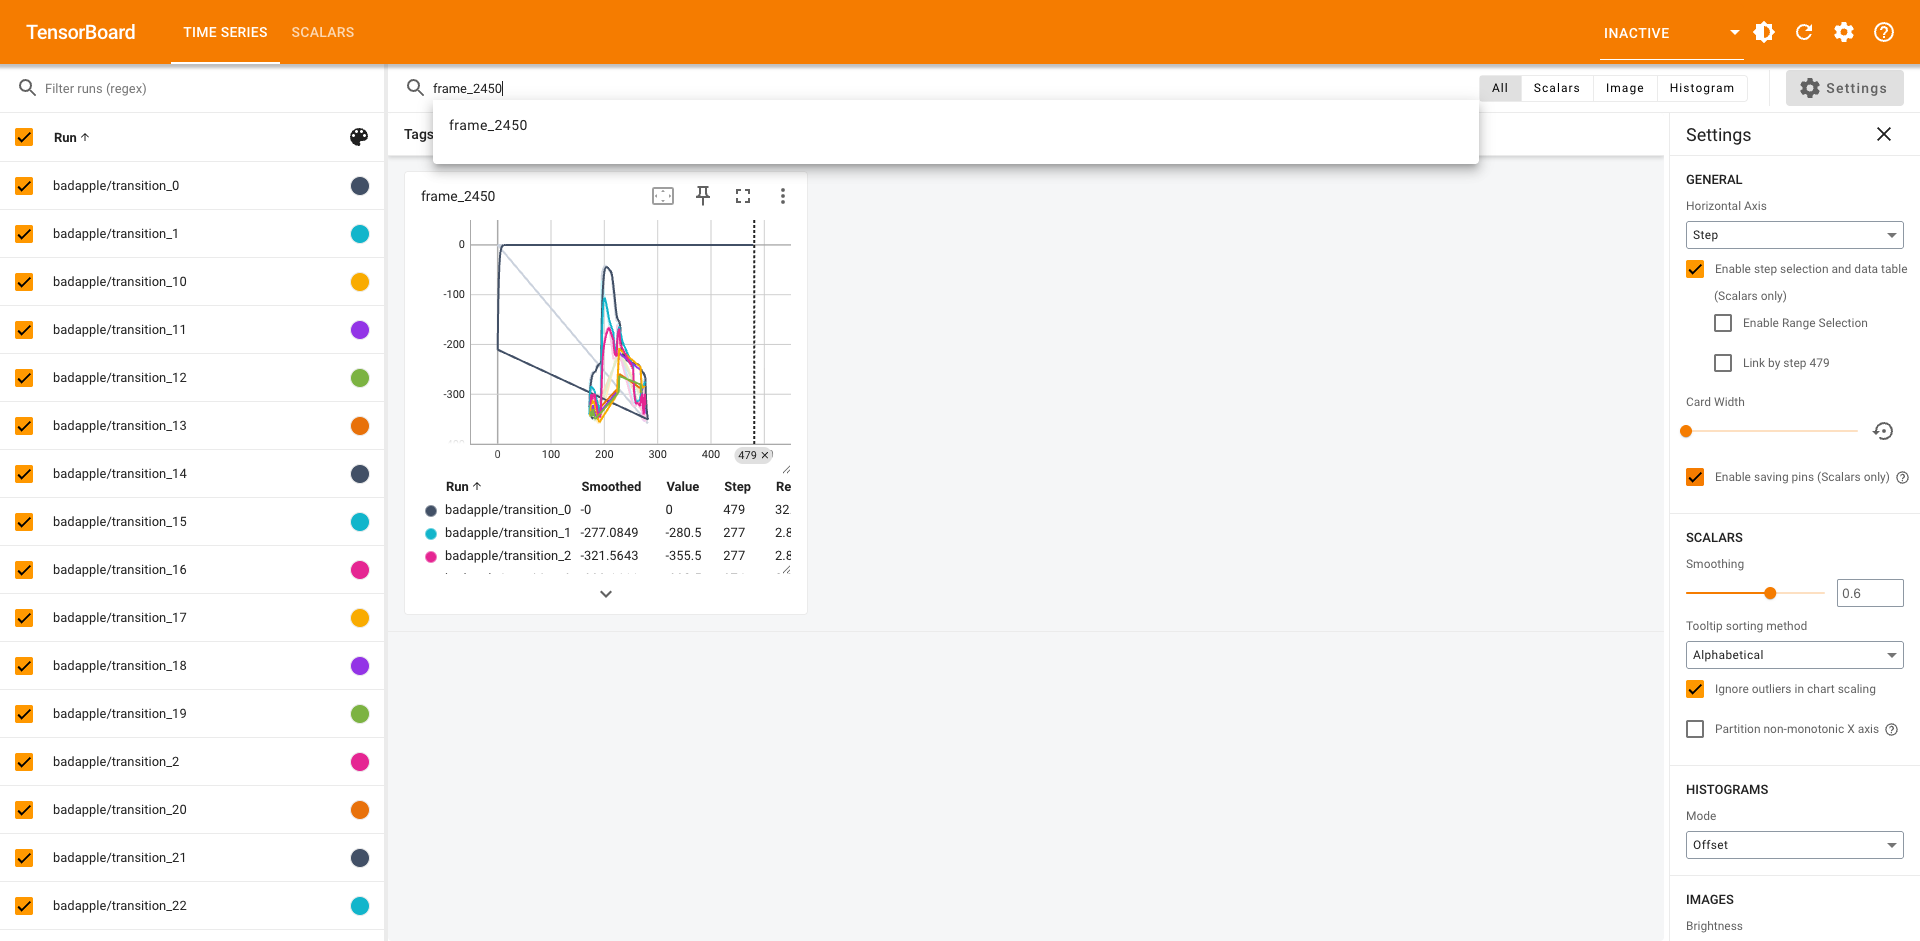 TensorBoard
TIME SERIES
SCALARS
INACTIVE
Filter runs (regex)
frame_2450
All
Scalars
Image
Histogram
Settings
Run
badapple/transition_0
badapple/transition_1
badapple/transition_10
badapple/transition_11
badapple/transition_12
badapple/transition_13
badapple/transition_14
badapple/transition_15
badapple/transition_16
badapple/transition_17
badapple/transition_18
badapple/transition_19
badapple/transition_2
badapple/transition_20
badapple/transition_21
badapple/transition_22
frame_2450
Tags
frame_2450
0
-100
-200
-300
0 100 200 300 400 479
Run Smoothed Value Step Re
badapple/transition_0 -0 0 479 32.
badapple/transition_1 -277.0849 -280.5 277 2.8
badapple/transition_2 -321.5643 -355.5 277 2.8
Settings
GENERAL
Horizontal Axis
Step
Enable step selection and data table
(Scalars only)
Enable Range Selection
Link by step 479
Card Width
Enable saving pins (Scalars only)
SCALARS
Smoothing
0.6
Tooltip sorting method
Alphabetical
Ignore outliers in chart scaling
Partition non-monotonic X axis
HISTOGRAMS
Mode
Offset
IMAGES
Brightness